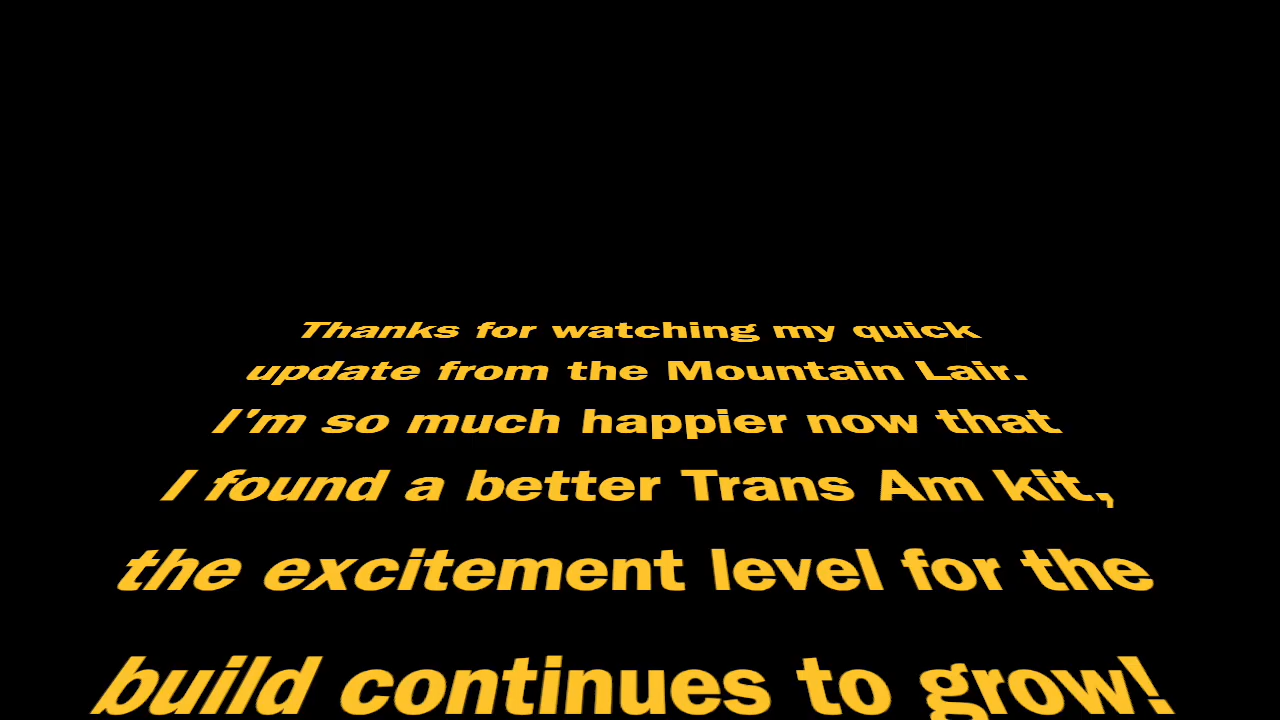 Thanks for watching my quick
update from the Mountain Lair.
I'm so much happier now that
I found a better Trans Am kit,
the excitement level for the
build continues to grow!